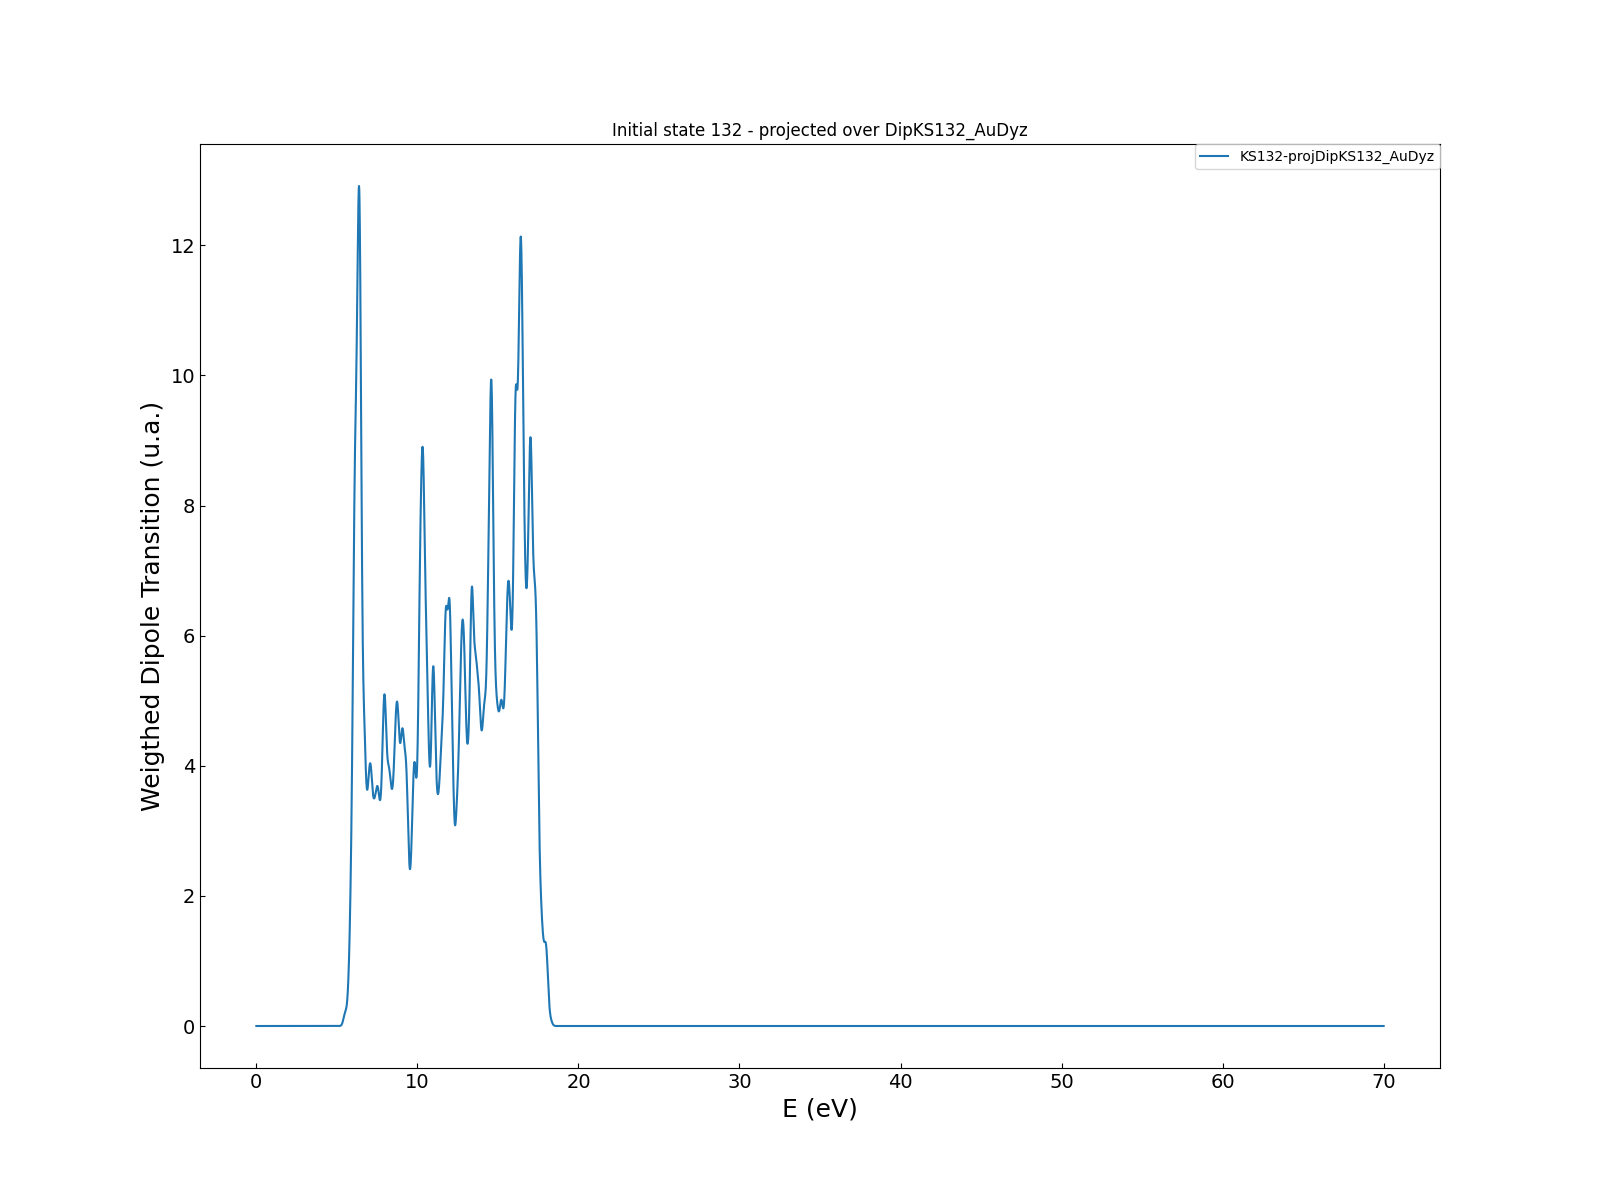 Initial state 132 - projected over DipKS132_AuDyz
KS132-projDipKS132_AuDyz
Weigthed Dipole Transition (u.a.)
12
10
8
6
4
2
0
0 10 20 30 40 50 60 70
E (eV)